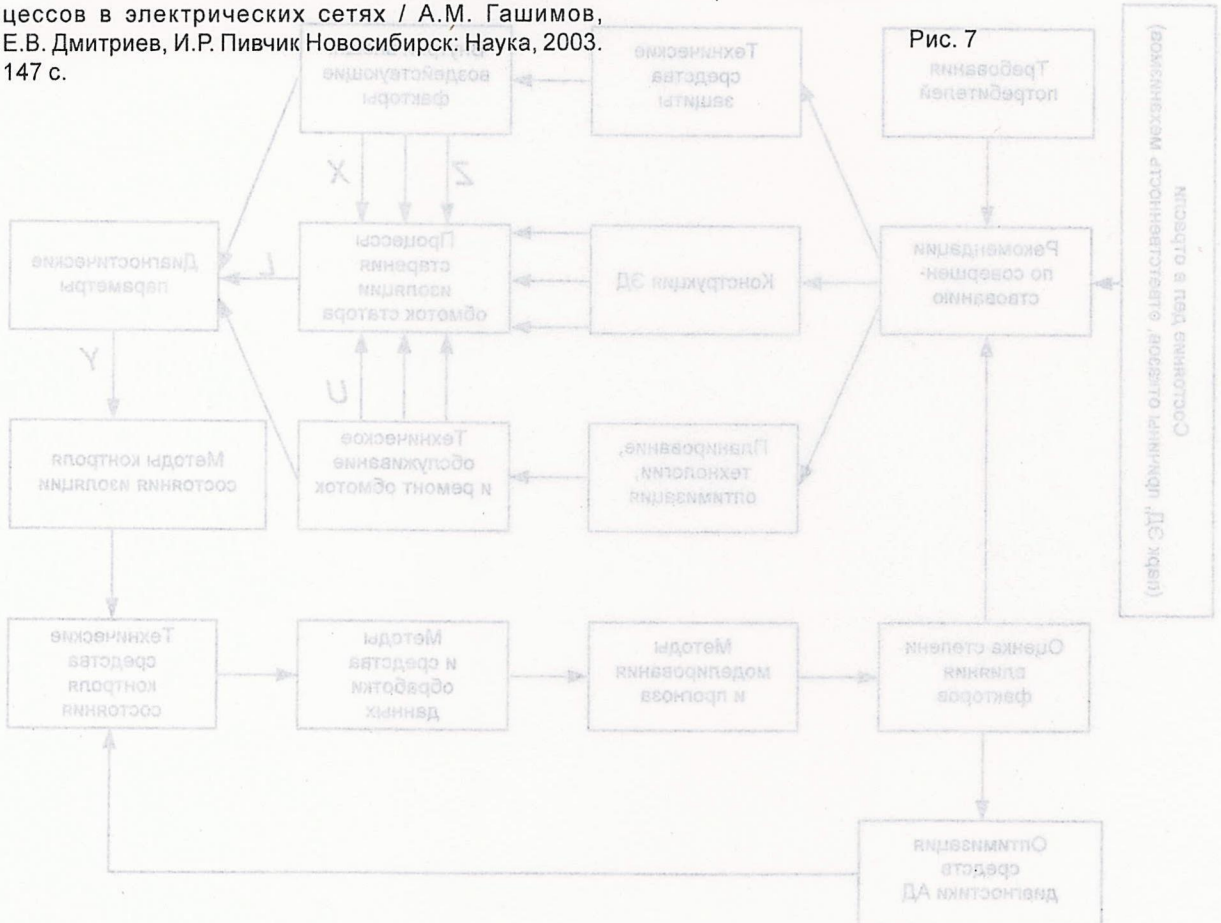 цессов в электрических сетях / А.М. Гашимов,
Е.В. Дмитриев, И.Р. Пивчик Новосибирск: Наука, 2003.
147 с.
Рис. 7
воздействующие
факторы
Технические
средства
защиты
Требования
потребителей
Состояние дел в отрасли
(парк ЭД, причины отказов, ответственность механизмов)
X
Z
Диагностические
параметры
L
Процессы
старения
изоляции
обмоток статора
Конструкция ЭД
Рекомендации
по совершен-
ствованию
Y
U
Методы контроля
состояния изоляции
Техническое
обслуживание
и ремонт обмоток
Планирование,
технологии,
оптимизация
Технические
средства
контроля
состояния
Методы
и средства
обработки
данных
Методы
моделирования
и прогноза
Оценка степени
влияния
факторов
Оптимизация
средств
диагностики АД